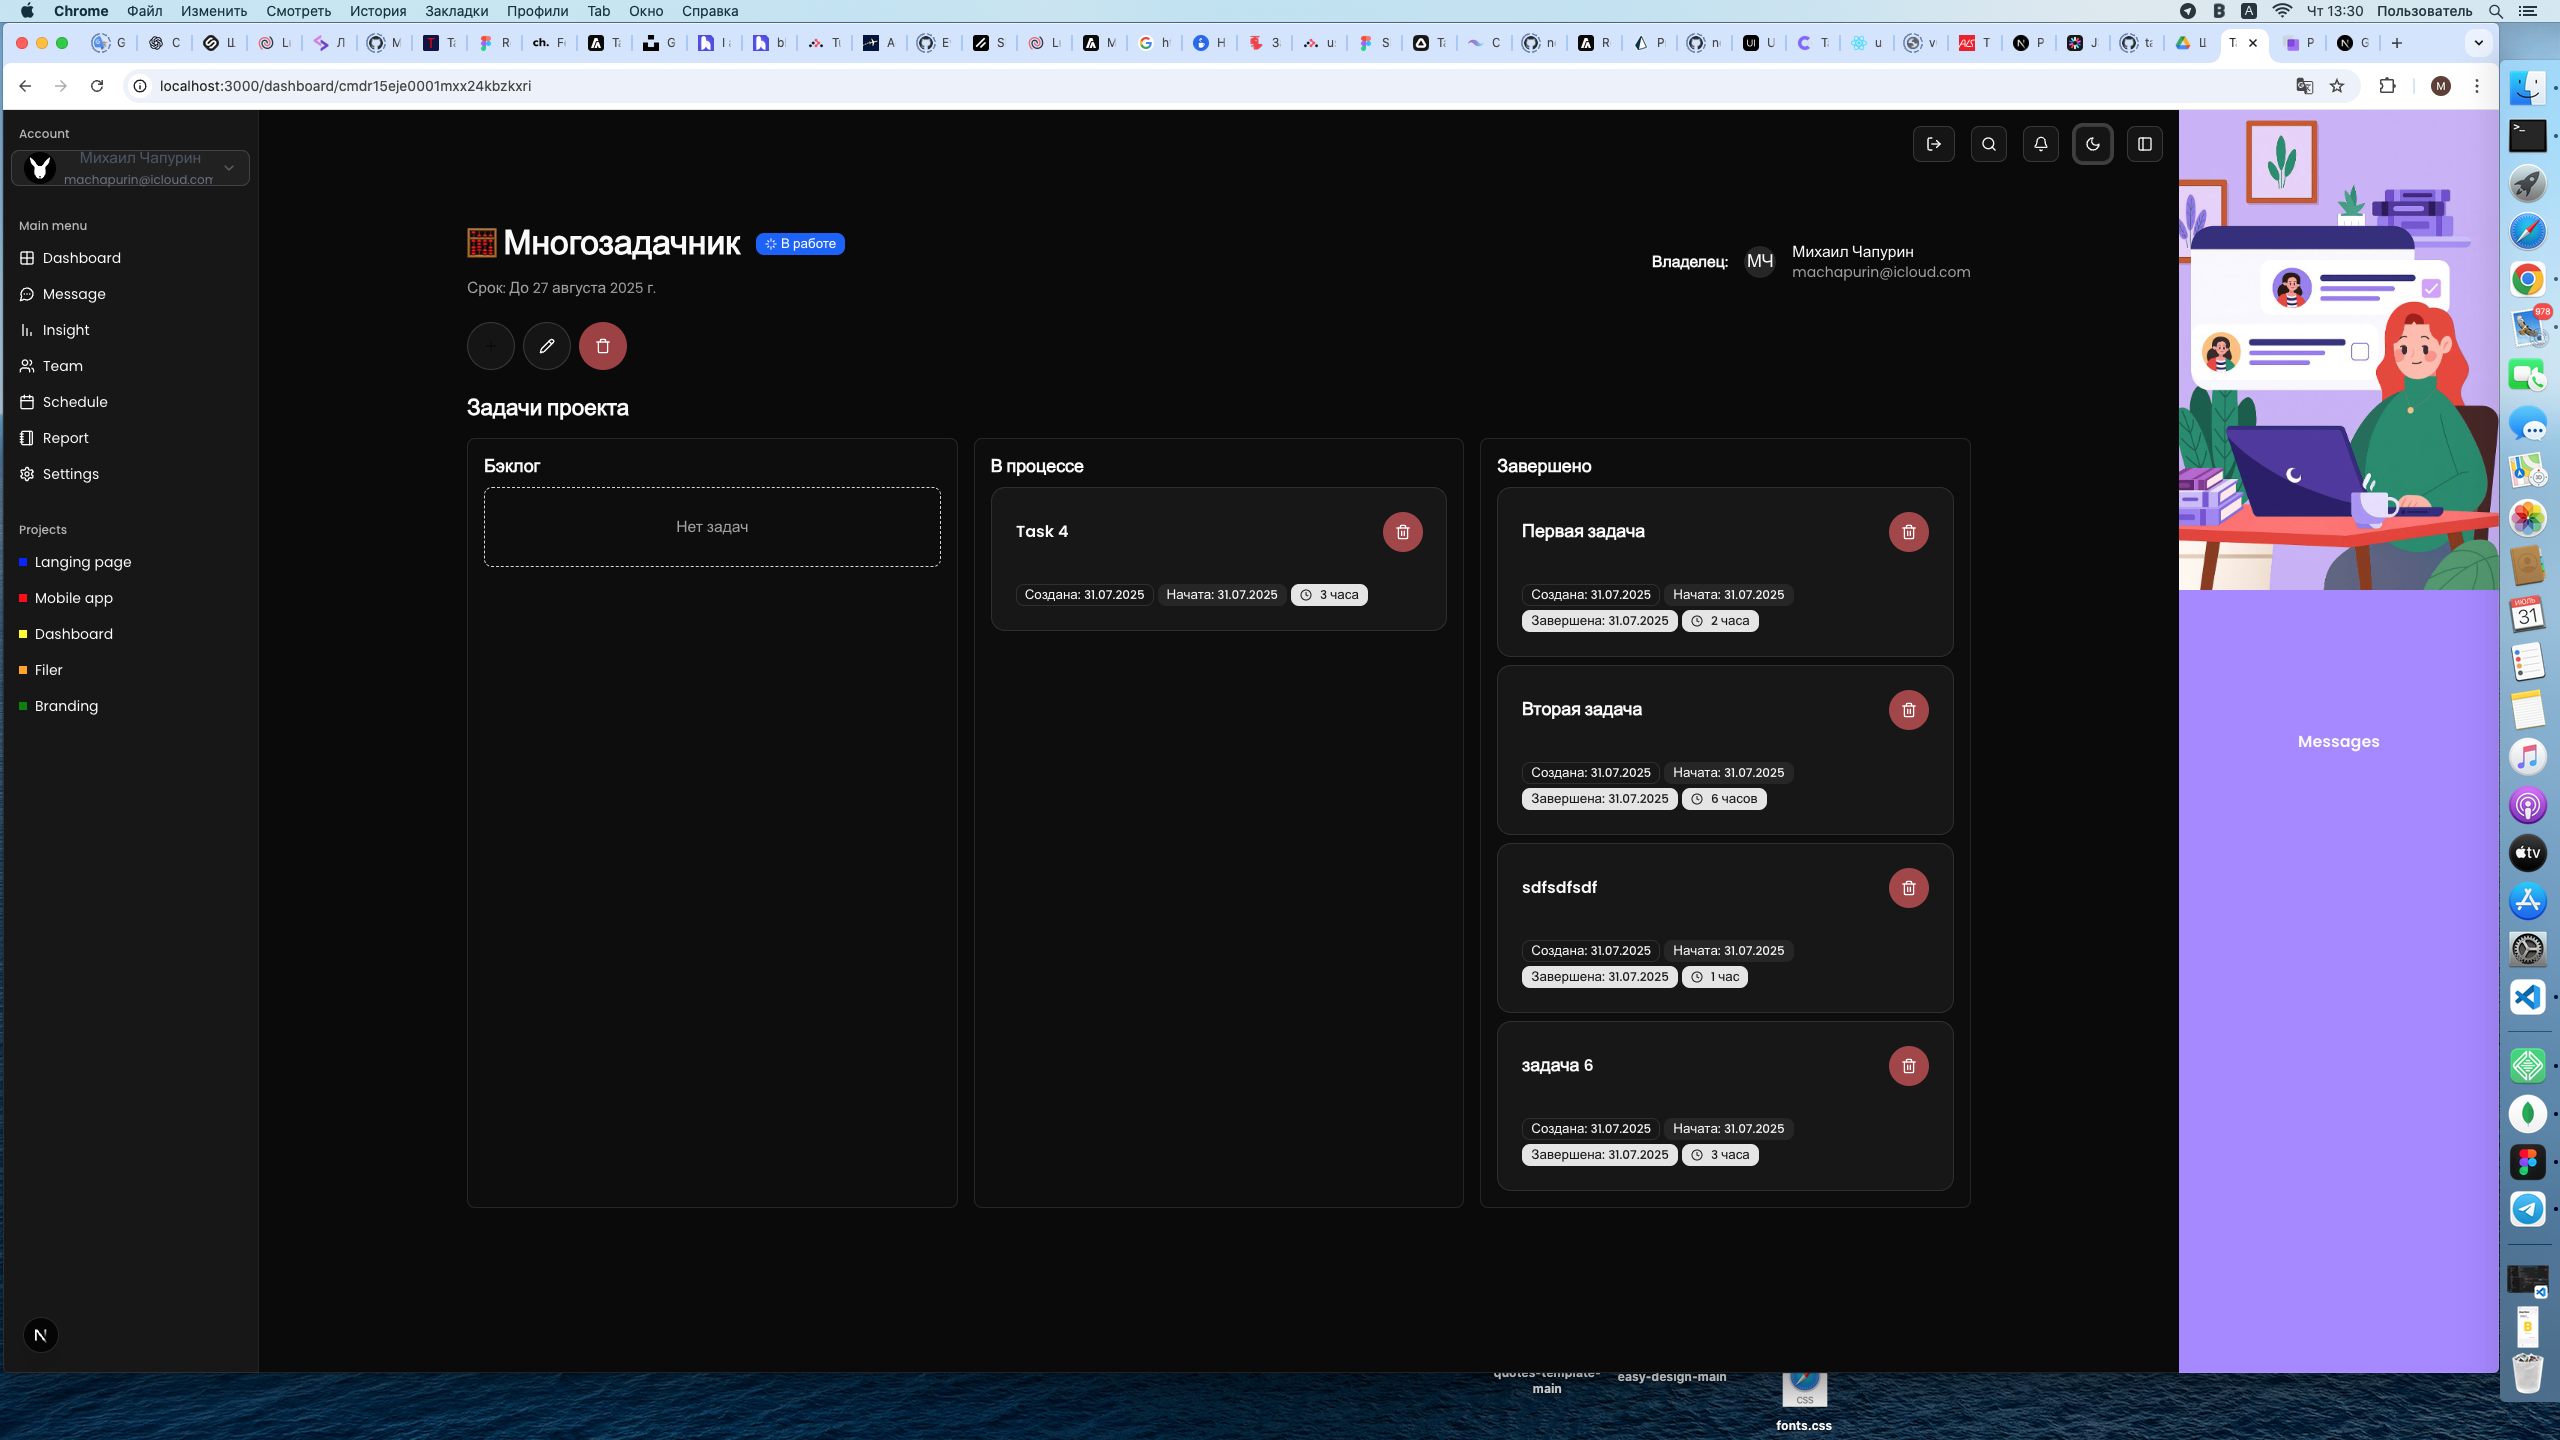 Chrome Файл Изменить Смотреть История Закладки Профили Tab Окно Справка
Чт 13:30 Пользователь
localhost:3000/dashboard/cmdr15eje0001mxx24kbzkxri
Account
Михаил Чапурин
machapurin@icloud.com
Main menu
Dashboard
Message
Insight
Team
Schedule
Report
Settings
Projects
Langing page
Mobile app
Dashboard
Filer
Branding
Многозадачник
В работе
Срок: До 27 августа 2025 г.
Владелец:
МЧ
Михаил Чапурин
machapurin@icloud.com
Задачи проекта
Бэклог
Нет задач
В процессе
Task 4
Создана: 31.07.2025 Начата: 31.07.2025 3 часа
Завершено
Первая задача
Создана: 31.07.2025 Начата: 31.07.2025
Завершена: 31.07.2025 2 часа
Вторая задача
Создана: 31.07.2025 Начата: 31.07.2025
Завершена: 31.07.2025 6 часов
sdfsdfsdf
Создана: 31.07.2025 Начата: 31.07.2025
Завершена: 31.07.2025 1 час
задача 6
Создана: 31.07.2025 Начата: 31.07.2025
Завершена: 31.07.2025 3 часа
Messages
978
ИЮЛЬ
31
tv
quotes-template-
main
easy-design-main
CSS
fonts.css